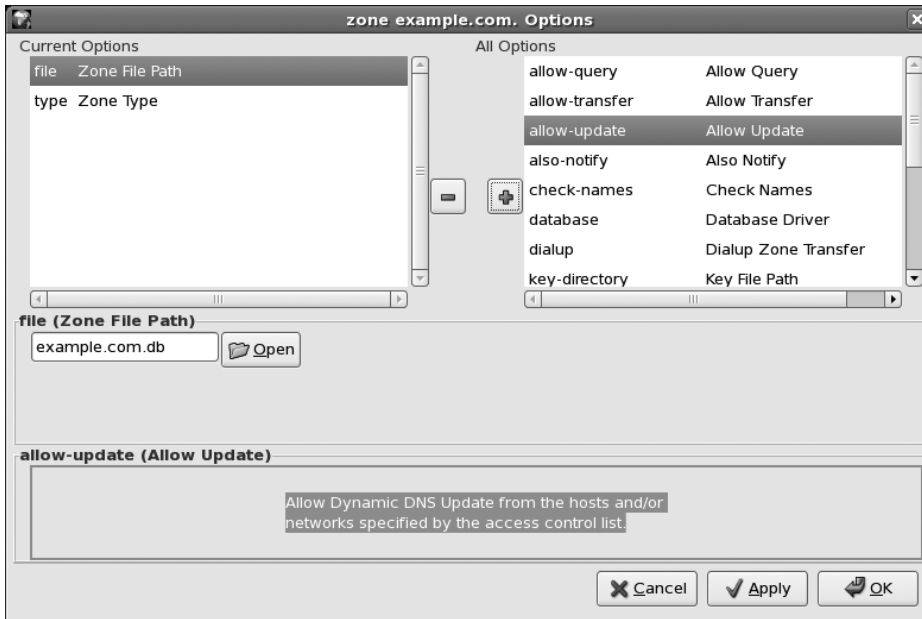 zone example.com. Options
Current Options
file Zone File Path
type Zone Type
All Options
allow-query Allow Query
allow-transfer Allow Transfer
allow-update Allow Update
also-notify Also Notify
check-names Check Names
database Database Driver
dialup Dialup Zone Transfer
key-directory Key File Path
file (Zone File Path)
example.com.db Open
allow-update (Allow Update)
Allow Dynamic DNS Update from the hosts and/or
networks specified by the access control list.
Cancel Apply OK